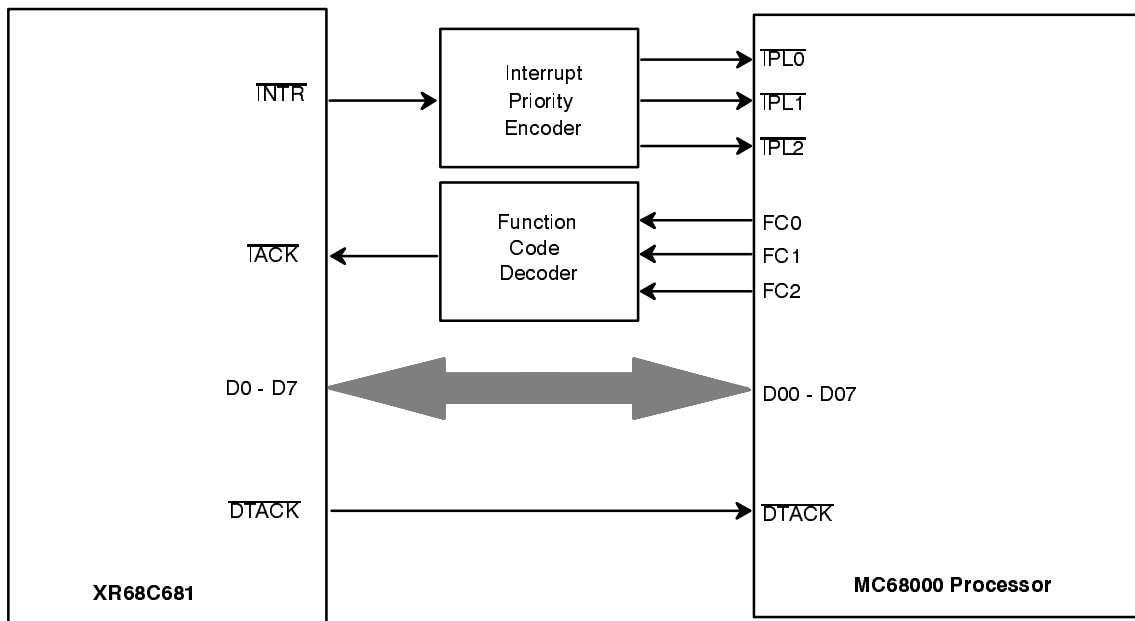 INTR
Interrupt
Priority
Encoder
IPL0
IPL1
IPL2
IACK
Function
Code
Decoder
FC0
FC1
FC2
D0 - D7
D00 - D07
DTACK
DTACK
XR68C681
MC68000 Processor